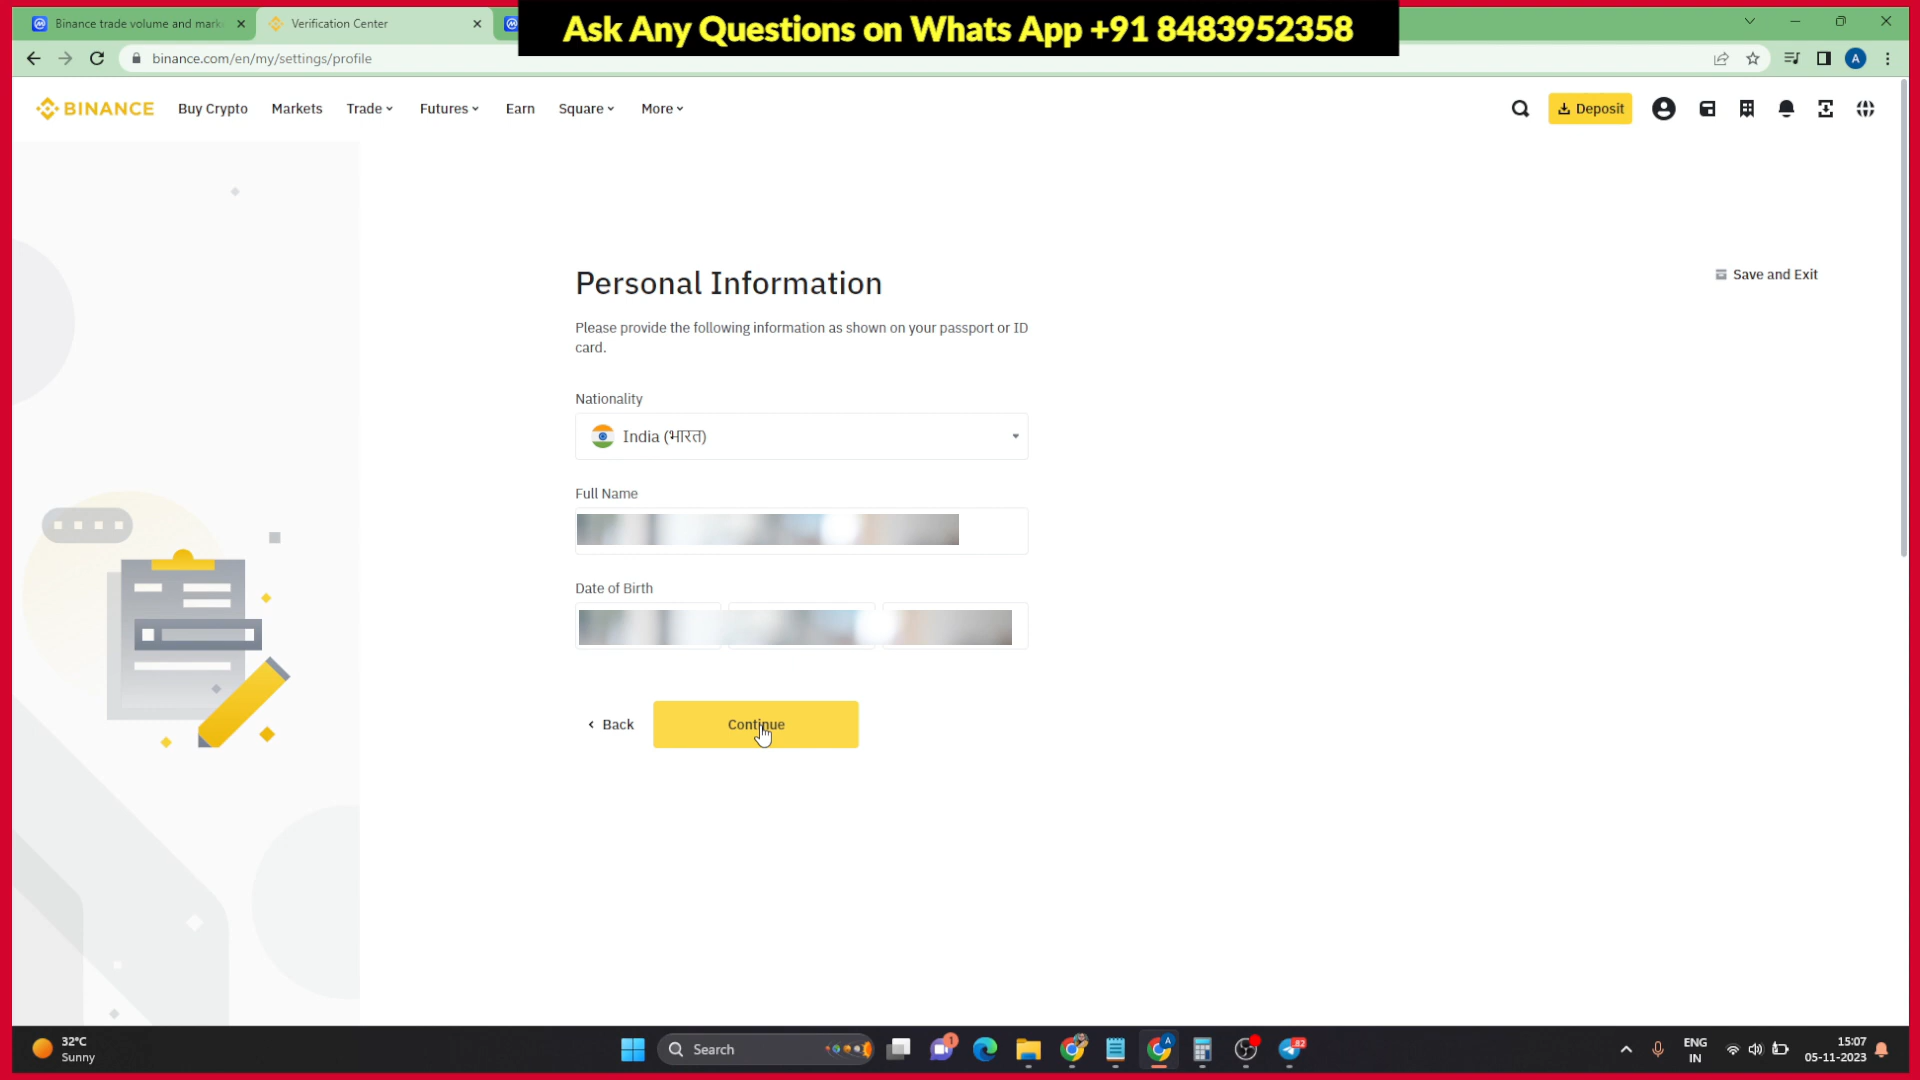 Binance trade volume and mark
Verification Center
Ask Any Questions on Whats App +91 8483952358
binance.com/en/my/settings/profile
A
BINANCE
Buy Crypto
Markets
Trade
Futures
Earn
Square
More
Deposit
Personal Information
Save and Exit
Please provide the following information as shown on your passport or ID
card.
Nationality
India (भारत)
Full Name
Date of Birth
Back
Continue
32°C
Sunny
Search
1
A
82
ENG
IN
15:07
05-11-2023